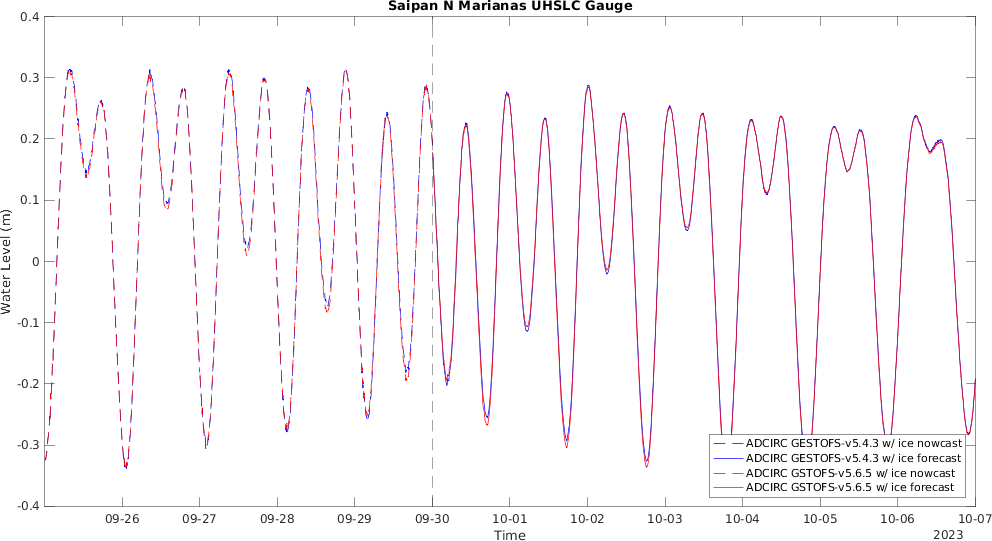 Saipan N Marianas UHSLC Gauge
0.4
0.3
0.2
0.1
0
-0.1
-0.2
-0.3
-0.4
Water Level (m)
ADCIRC GESTOFS-v5.4.3 w/ ice nowcast
ADCIRC GESTOFS-v5.4.3 w/ ice forecast
ADCIRC GSTOFS-v5.6.5 w/ ice nowcast
ADCIRC GSTOFS-v5.6.5 w/ ice forecast
09-26 09-27 09-28 09-29 09-30 10-01 10-02 10-03 10-04 10-05 10-06 10-07
Time
2023